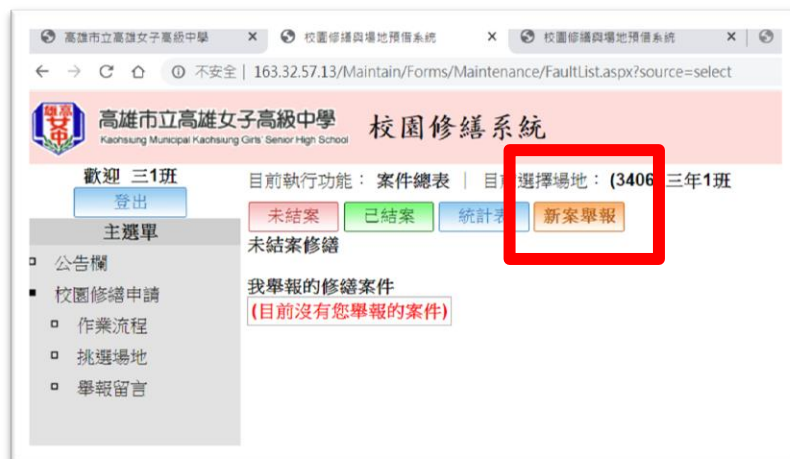 高雄市立高雄女子高級中學 校園修繕與場地預借系統 校園修繕與場地預借系統
不安全 | 163.32.57.13/Maintain/Forms/Maintenance/FaultList.aspx?source=select
雄高
女中
高雄市立高雄女子高級中學
Kaohsiung Municipal Kaohsiung Girls' Senior High School
校園修繕系統
歡迎 三1班
登出
主選單
公告欄
校園修繕申請
作業流程
挑選場地
舉報留言
目前執行功能： 案件總表 | 目前選擇場地： (3406 三年1班
未結案 已結案 統計表 新案舉報
未結案修繕
我舉報的修繕案件
(目前沒有您舉報的案件)